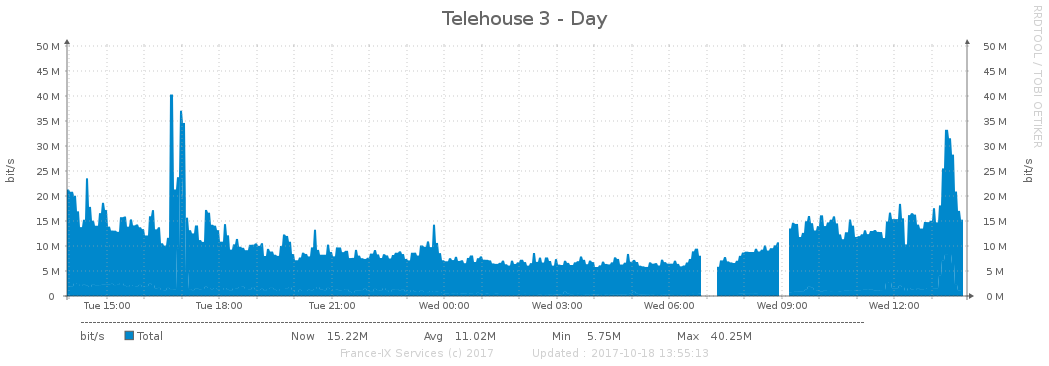 Telehouse 3 - Day
RRDTOOL / TOBI OETIKER
bit/s
50 M 50 M
45 M 45 M
40 M 40 M
35 M 35 M
30 M 30 M
25 M 25 M
20 M 20 M
15 M 15 M
10 M 10 M
5 M 5 M
0 0 M
bit/s
Tue 15:00 Tue 18:00 Tue 21:00 Wed 00:00 Wed 03:00 Wed 06:00 Wed 09:00 Wed 12:00
bit/s Total Now 15.22M Avg 11.02M Min 5.75M Max 40.25M
France-IX Services (c) 2017 Updated : 2017-10-18 13:55:13